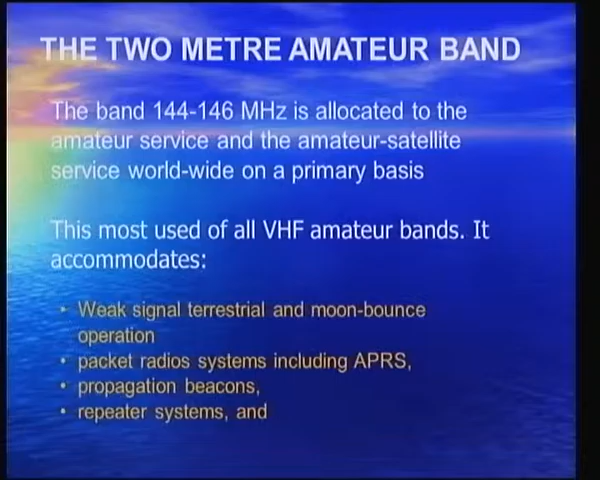 THE TWO METRE AMATEUR BAND
The band 144-146 MHz is allocated to the
amateur service and the amateur-satellite
service world-wide on a primary basis
This most used of all VHF amateur bands. It
accommodates:
• Weak signal terrestrial and moon-bounce
operation
• packet radios systems including APRS,
• propagation beacons,
• repeater systems, and